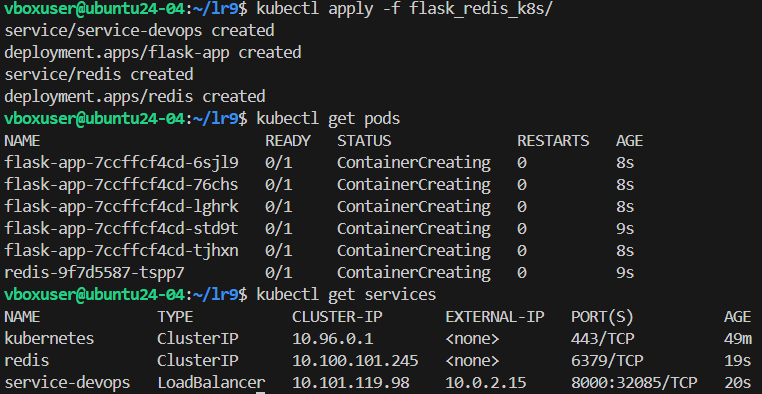 vboxuser@ubuntu24-04:~/lr9$ kubectl apply -f flask_redis_k8s/
service/service-devops created
deployment.apps/flask-app created
service/redis created
deployment.apps/redis created
vboxuser@ubuntu24-04:~/lr9$ kubectl get pods
NAME READY STATUS RESTARTS AGE
flask-app-7ccffcf4cd-6sjl9 0/1 ContainerCreating 0 8s
flask-app-7ccffcf4cd-76chs 0/1 ContainerCreating 0 8s
flask-app-7ccffcf4cd-lghrk 0/1 ContainerCreating 0 8s
flask-app-7ccffcf4cd-std9t 0/1 ContainerCreating 0 9s
flask-app-7ccffcf4cd-tjhxn 0/1 ContainerCreating 0 8s
redis-9f7d5587-tspp7 0/1 ContainerCreating 0 9s
vboxuser@ubuntu24-04:~/lr9$ kubectl get services
NAME TYPE CLUSTER-IP EXTERNAL-IP PORT(S) AGE
kubernetes ClusterIP 10.96.0.1 <none> 443/TCP 49m
redis ClusterIP 10.100.101.245 <none> 6379/TCP 19s
service-devops LoadBalancer 10.101.119.98 10.0.2.15 8000:32085/TCP 20s